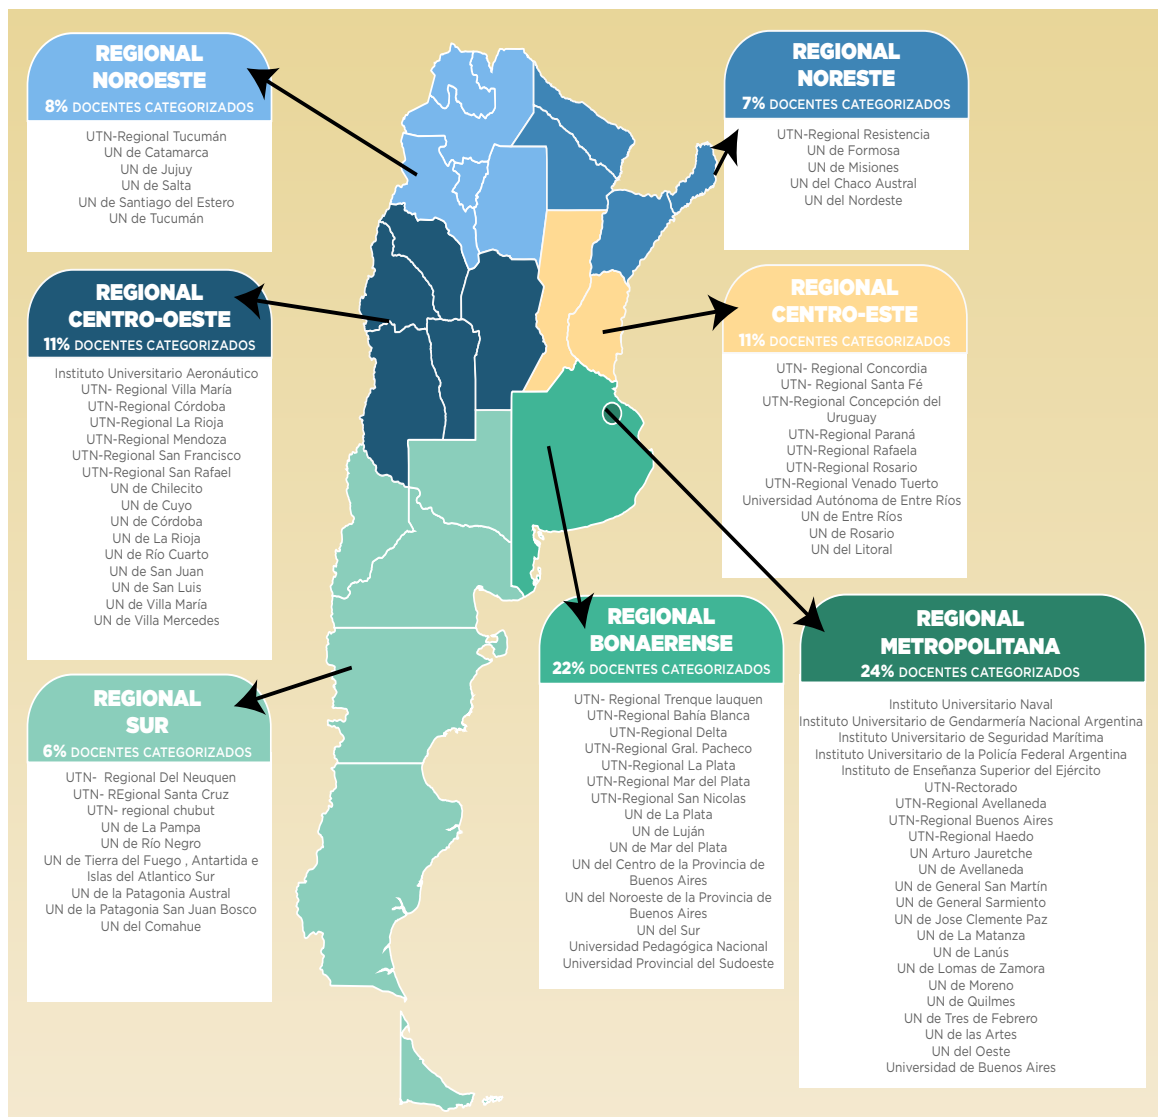 REGIONAL
NOROESTE
8% DOCENTES CATEGORIZADOS
UTN-Regional Tucumán
UN de Catamarca
UN de Jujuy
UN de Salta
UN de Santiago del Estero
UN de Tucumán
REGIONAL
NORESTE
7% DOCENTES CATEGORIZADOS
UTN-Regional Resistencia
UN de Formosa
UN de Misiones
UN del Chaco Austral
UN del Nordeste
REGIONAL
CENTRO-OESTE
11% DOCENTES CATEGORIZADOS
Instituto Universitario Aeronáutico
UTN- Regional Villa María
UTN-Regional Córdoba
UTN-Regional La Rioja
UTN-Regional Mendoza
UTN-Regional San Francisco
UTN-Regional San Rafael
UN de Chilecito
UN de Cuyo
UN de Córdoba
UN de La Rioja
UN de Río Cuarto
UN de San Juan
UN de San Luis
UN de Villa María
UN de Villa Mercedes
REGIONAL
CENTRO-ESTE
11% DOCENTES CATEGORIZADOS
UTN- Regional Concordia
UTN- Regional Santa Fé
UTN-Regional Concepción del
Uruguay
UTN-Regional Paraná
UTN-Regional Rafaela
UTN-Regional Rosario
UTN-Regional Venado Tuerto
Universidad Autónoma de Entre Ríos
UN de Entre Ríos
UN de Rosario
UN del Litoral
REGIONAL
SUR
6% DOCENTES CATEGORIZADOS
UTN- Regional Del Neuquen
UTN- REgional Santa Cruz
UTN- regional chubut
UN de La Pampa
UN de Río Negro
UN de Tierra del Fuego , Antartida e
Islas del Atlantico Sur
UN de la Patagonia Austral
UN de la Patagonia San Juan Bosco
UN del Comahue
REGIONAL
BONAERENSE
22% DOCENTES CATEGORIZADOS
UTN- Regional Trenque lauquen
UTN-Regional Bahía Blanca
UTN-Regional Delta
UTN-Regional Gral. Pacheco
UTN-Regional La Plata
UTN-Regional Mar del Plata
UTN-Regional San Nicolas
UN de La Plata
UN de Luján
UN de Mar del Plata
UN del Centro de la Provincia de
Buenos Aires
UN del Noroeste de la Provincia de
Buenos Aires
UN del Sur
Universidad Pedagógica Nacional
Universidad Provincial del Sudoeste
REGIONAL
METROPOLITANA
24% DOCENTES CATEGORIZADOS
Instituto Universitario Naval
Instituto Universitario de Gendarmería Nacional Argentina
Instituto Universitario de Seguridad Marítima
Instituto Universitario de la Policía Federal Argentina
Instituto de Enseñanza Superior del Ejército
UTN-Rectorado
UTN-Regional Avellaneda
UTN-Regional Buenos Aires
UTN-Regional Haedo
UN Arturo Jauretche
UN de Avellaneda
UN de General San Martín
UN de General Sarmiento
UN de Jose Clemente Paz
UN de La Matanza
UN de Lanús
UN de Lomas de Zamora
UN de Moreno
UN de Quilmes
UN de Tres de Febrero
UN de las Artes
UN del Oeste
Universidad de Buenos Aires